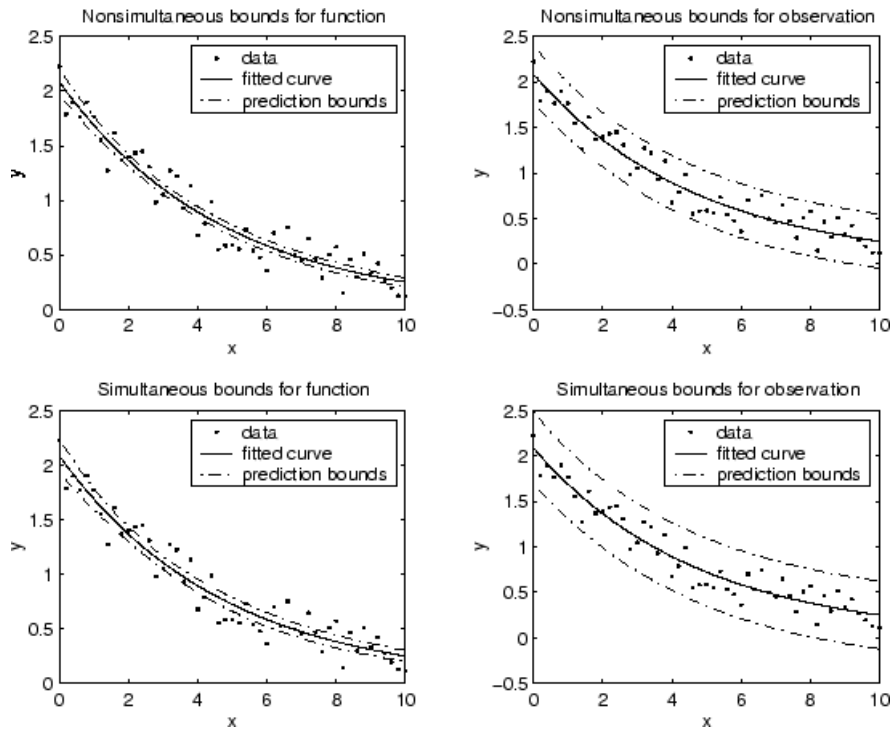 Nonsimultaneous bounds for function
2.5
2
1.5
1
0.5
0
y
data
fitted curve
prediction bounds
0 2 4 6 8 10
x
Nonsimultaneous bounds for observation
2.5
2
1.5
1
0.5
0
−0.5
y
data
fitted curve
prediction bounds
0 2 4 6 8 10
x
Simultaneous bounds for function
2.5
2
1.5
1
0.5
0
y
data
fitted curve
prediction bounds
0 2 4 6 8 10
x
Simultaneous bounds for observation
2.5
2
1.5
1
0.5
0
−0.5
y
data
fitted curve
prediction bounds
0 2 4 6 8 10
x